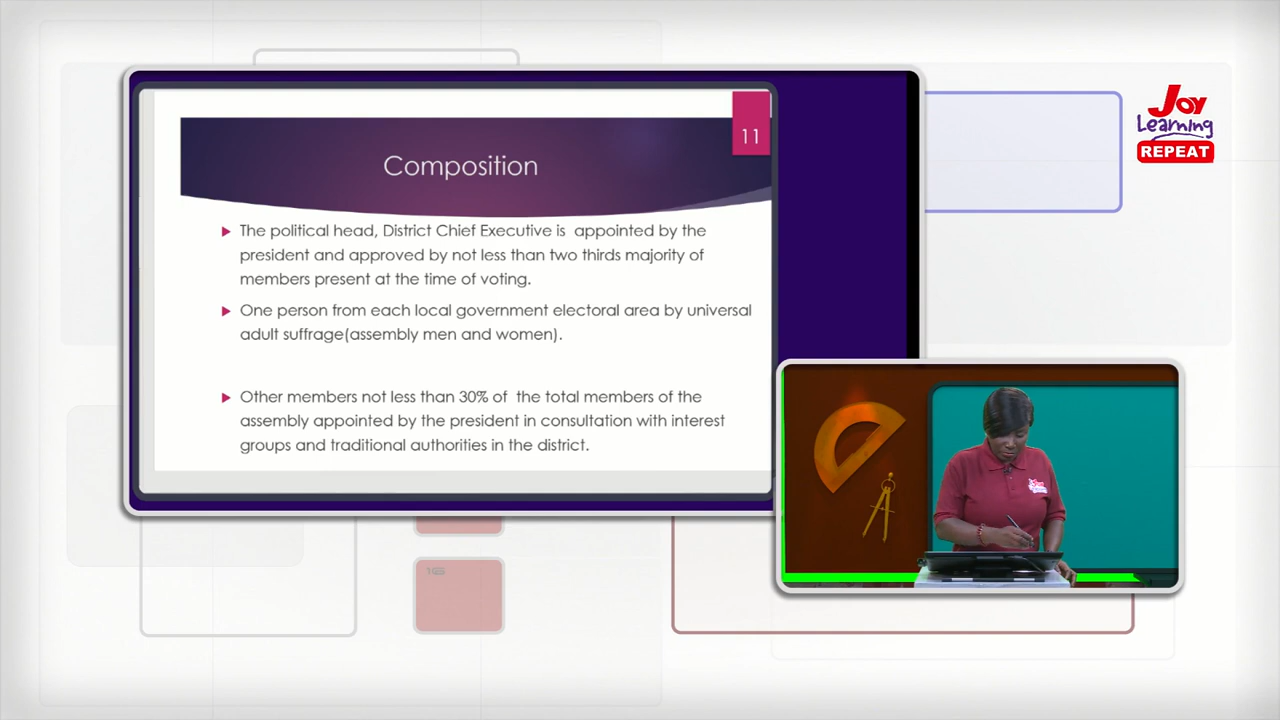 Joy
Learning
REPEAT
11
Composition
The political head, District Chief Executive is appointed by the
president and approved by not less than two thirds majority of
members present at the time of voting.
One person from each local government electoral area by universal
adult suffrage(assembly men and women).
Other members not less than 30% of the total members of the
assembly appointed by the president in consultation with interest
groups and traditional authorities in the district.